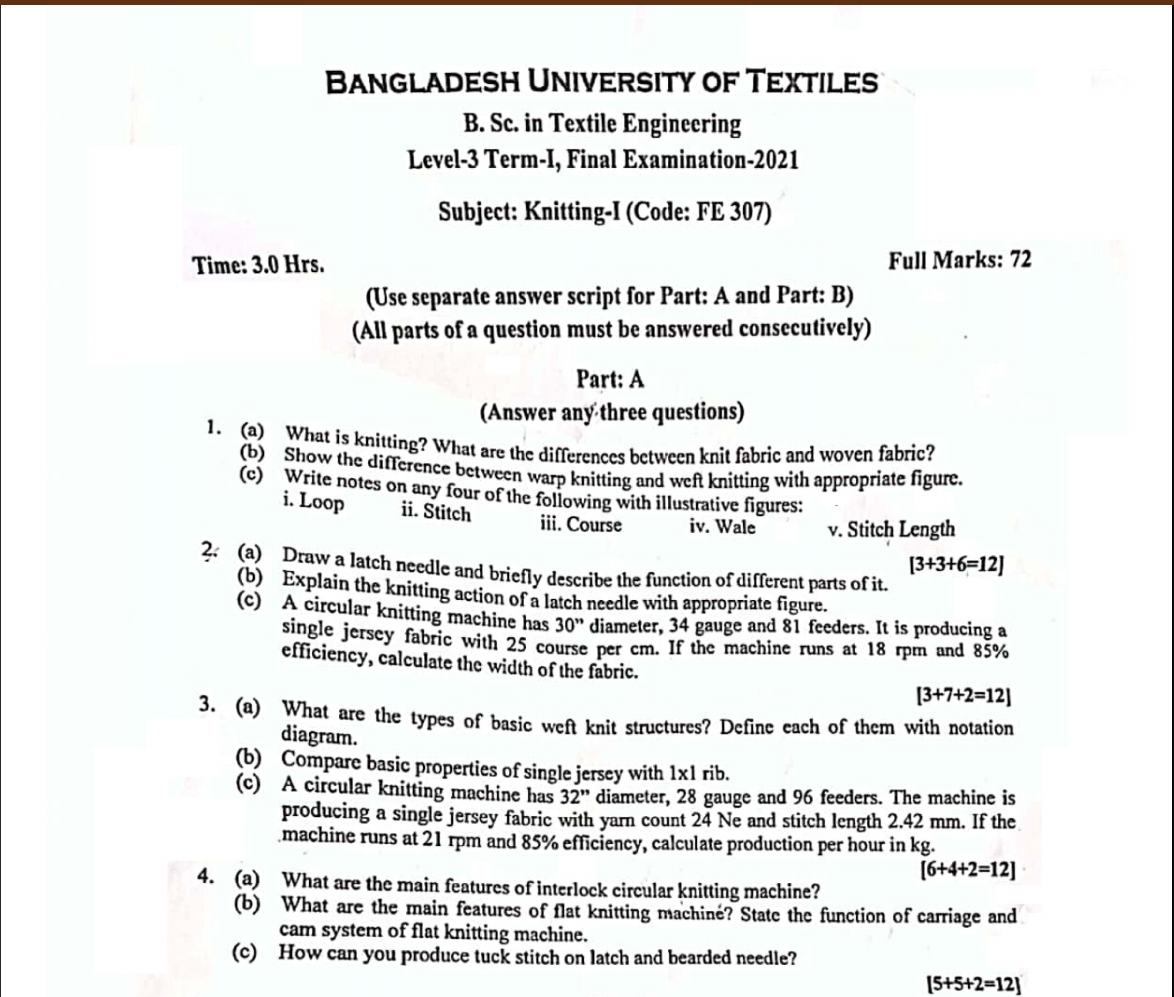 BANGLADESH UNIVERSITY OF TEXTILES
B. Sc. in Textile Engineering
Level-3 Term-I, Final Examination-2021
Subject: Knitting-I (Code: FE 307)
Time: 3.0 Hrs. Full Marks: 72
(Use separate answer script for Part: A and Part: B)
(All parts of a question must be answered consecutively)
Part: A
(Answer any three questions)
1. (a) What is knitting? What are the differences between knit fabric and woven fabric?
(b) Show the difference between warp knitting and weft knitting with appropriate figure.
(c) Write notes on any four of the following with illustrative figures:
i. Loop ii. Stitch iii. Course iv. Wale v. Stitch Length
[3+3+6=12]
2. (a) Draw a latch needle and briefly describe the function of different parts of it.
(b) Explain the knitting action of a latch needle with appropriate figure.
(c) A circular knitting machine has 30" diameter, 34 gauge and 81 feeders. It is producing a
single jersey fabric with 25 course per cm. If the machine runs at 18 rpm and 85%
efficiency, calculate the width of the fabric.
[3+7+2=12]
3. (a) What are the types of basic weft knit structures? Define each of them with notation
diagram.
(b) Compare basic properties of single jersey with 1x1 rib.
(c) A circular knitting machine has 32" diameter, 28 gauge and 96 feeders. The machine is
producing a single jersey fabric with yarn count 24 Ne and stitch length 2.42 mm. If the
machine runs at 21 rpm and 85% efficiency, calculate production per hour in kg.
[6+4+2=12]
4. (a) What are the main features of interlock circular knitting machine?
(b) What are the main features of flat knitting machine? State the function of carriage and
cam system of flat knitting machine.
(c) How can you produce tuck stitch on latch and bearded needle?
[5+5+2=12]